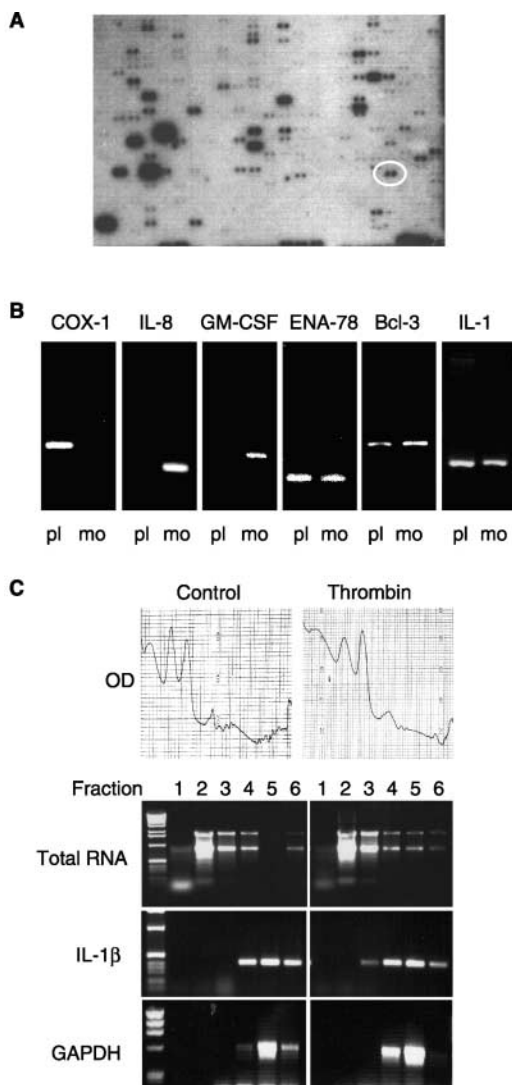 A
B
COX-1 IL-8 GM-CSF ENA-78 Bcl-3 IL-1
pl mo pl mo pl mo pl mo pl mo pl mo
C
Control Thrombin
OD
Fraction 1 2 3 4 5 6 1 2 3 4 5 6
Total RNA
IL-1β
GAPDH